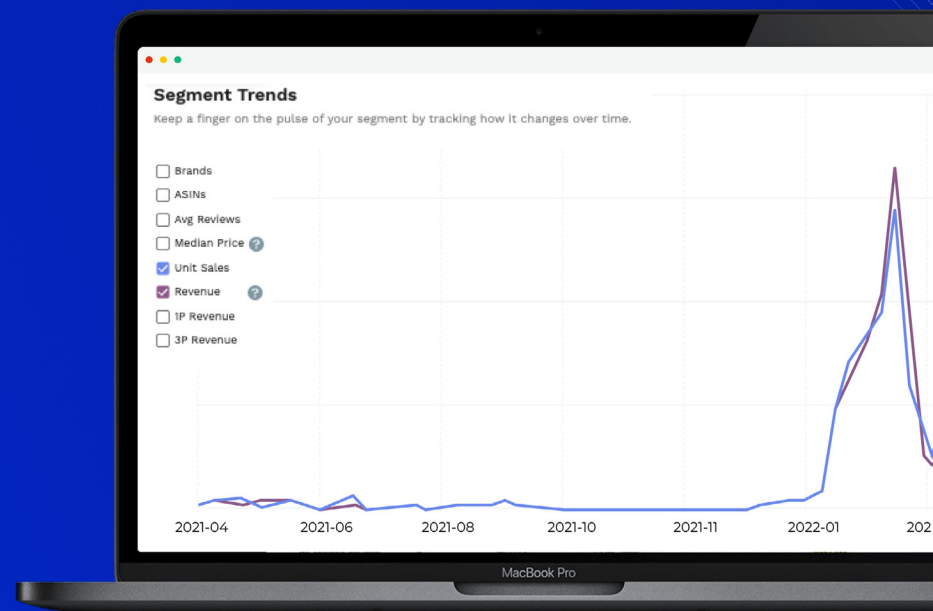 Segment Trends
Keep a finger on the pulse of your segment by tracking how it changes over time.
Brands
ASINs
Avg Reviews
Median Price ?
Unit Sales
Revenue ?
1P Revenue
3P Revenue
2021-04 2021-06 2021-08 2021-10 2021-11 2022-01 202
MacBook Pro